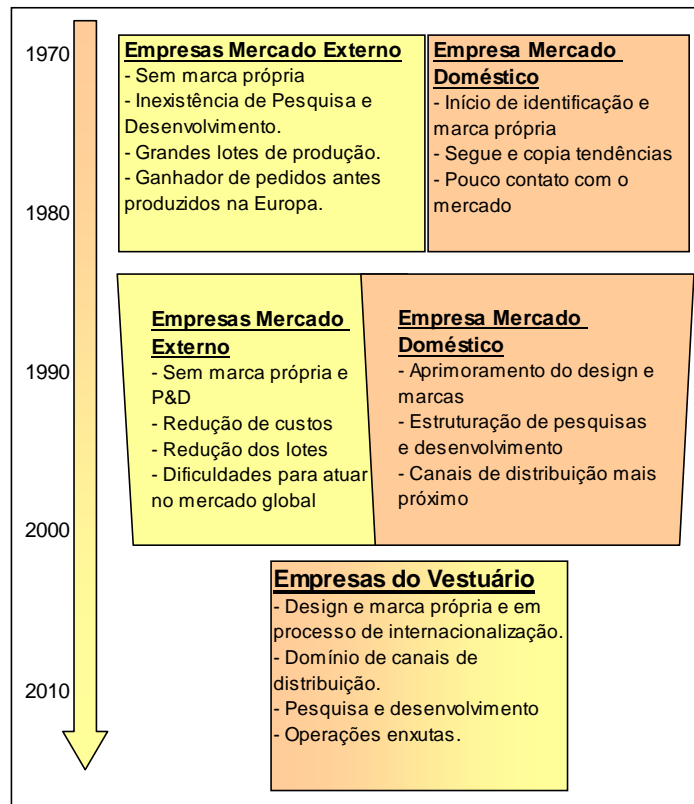 1970
Empresas Mercado Externo
- Sem marca própria
- Inexistência de Pesquisa e
Desenvolvimento.
- Grandes lotes de produção.
- Ganhador de pedidos antes
produzidos na Europa.
Empresa Mercado
Doméstico
- Início de identificação e
marca própria
- Segue e copia tendências
- Pouco contato com o
mercado
1980
Empresas Mercado
Externo
- Sem marca própria e
P&D
- Redução de custos
- Redução dos lotes
- Dificuldades para atuar
no mercado global
Empresa Mercado
Doméstico
- Aprimoramento do design e
marcas
- Estruturação de pesquisas
e desenvolvimento
- Canais de distribuição mais
próximo
1990
2000
Empresas do Vestuário
- Design e marca própria e em
processo de internacionalização.
- Domínio de canais de
distribuição.
- Pesquisa e desenvolvimento
- Operações enxutas.
2010